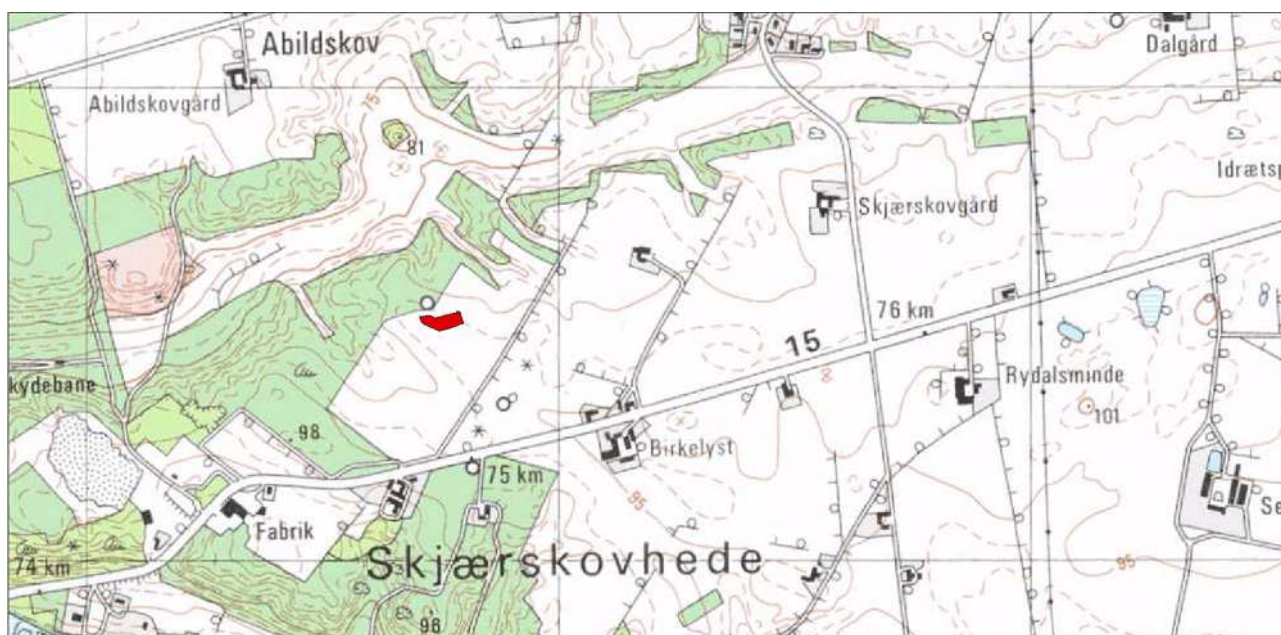 Abildskov
Dalgård
Abildskovgård
75
81
Idrætsp
Skjærskovgård
76 km
15
kydebane
Rydalsminde
101
98
Birkelyst
75 km
95
Se
Fabrik
Skjærskovhede
74 km
95
98